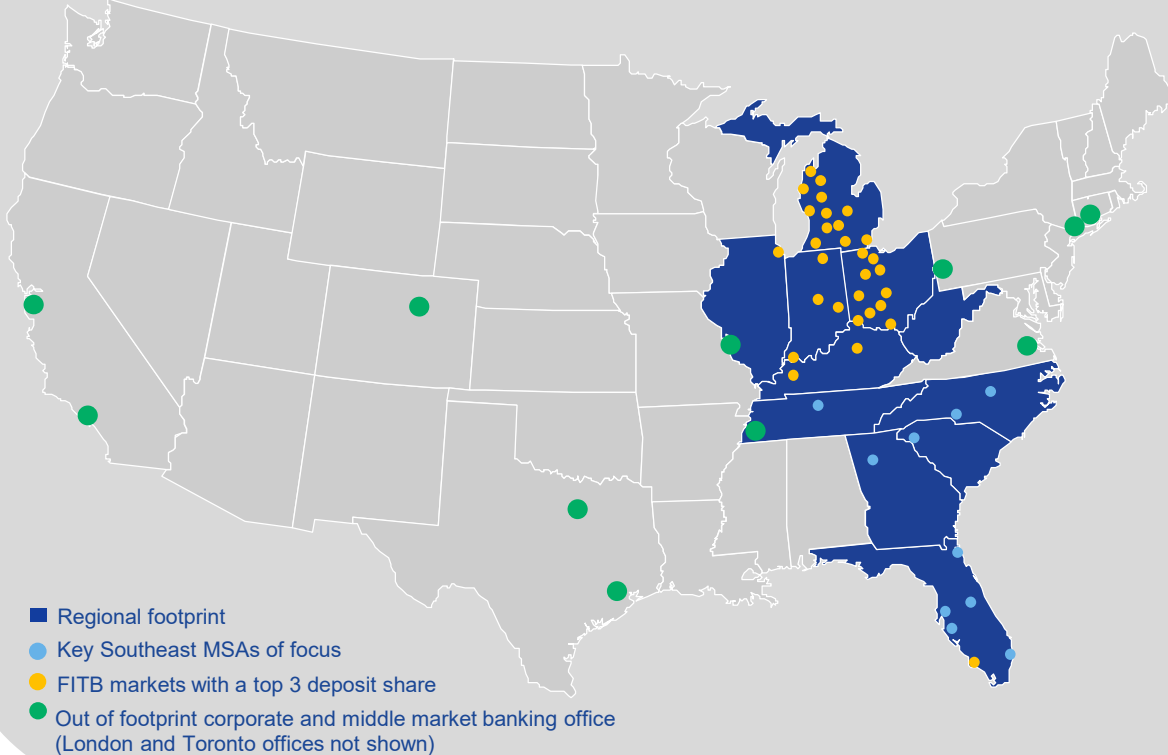 Regional footprint
Key Southeast MSAs of focus
FITB markets with a top 3 deposit share
Out of footprint corporate and middle market banking office
(London and Toronto offices not shown)